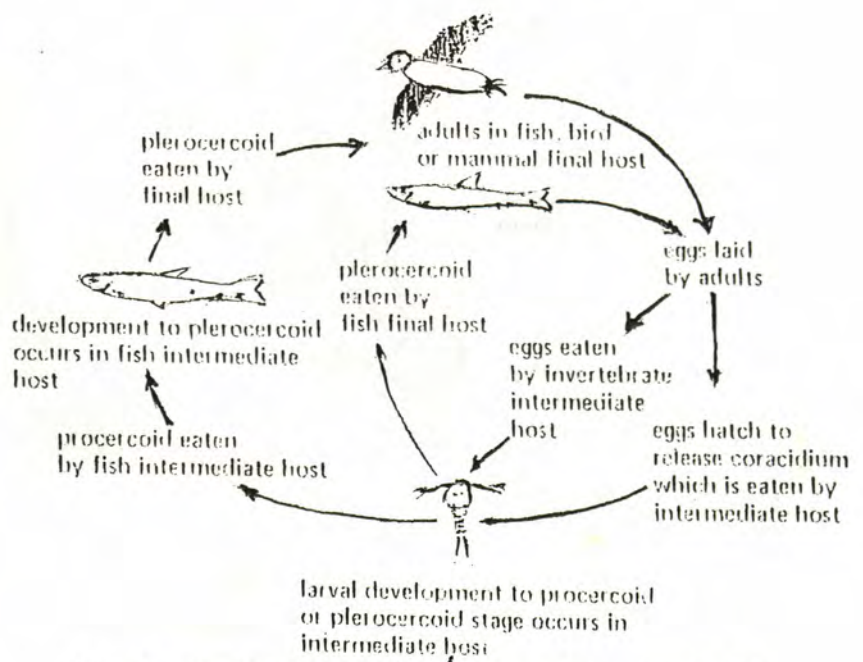 adults in fish, bird
or mammal final host
plerocercoid
eaten by
final host
eggs laid
by adults
plerocercoid
eaten by
fish final host
development to plerocercoid
occurs in fish intermediate
host
eggs eaten
by invertebrate
intermediate
host
procercoid eaten
by fish intermediate host
eggs hatch to
release coracidium
which is eaten by
intermediate host
larval development to procercoid
or plerocercoid stage occurs in
intermediate host